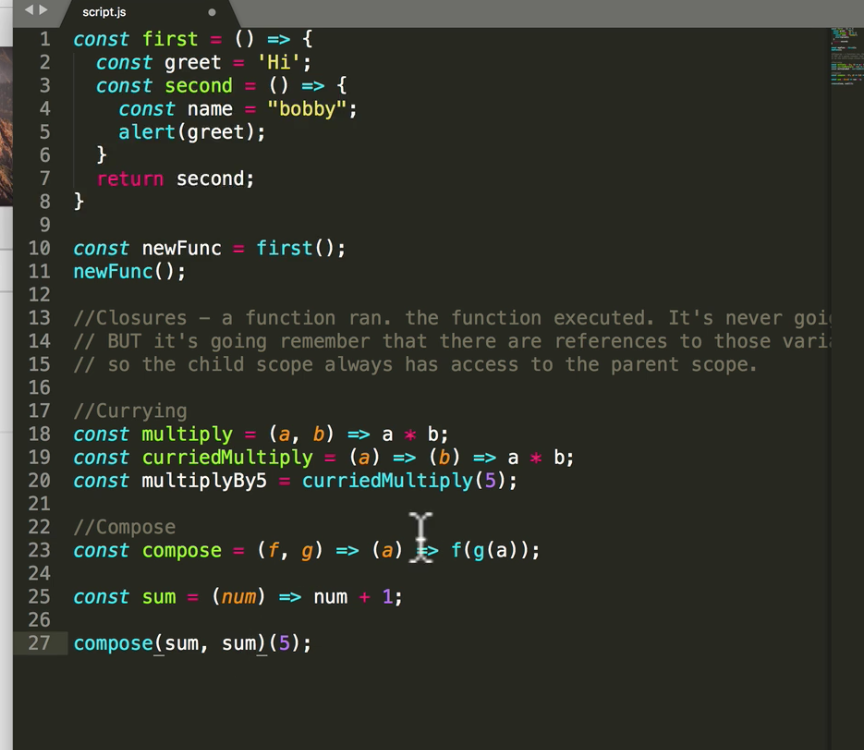 script.js
1 const first = () => {
2 const greet = 'Hi';
3 const second = () => {
4 const name = "bobby";
5 alert(greet);
6 }
7 return second;
8 }
9
10 const newFunc = first();
11 newFunc();
12
13 //Closures – a function ran. the function executed. It's never
14 // BUT it's going remember that there are references to those
15 // so the child scope always has access to the parent scope.
16
17 //Currying
18 const multiply = (a, b) => a * b;
19 const curriedMultiply = (a) => (b) => a * b;
20 const multiplyBy5 = curriedMultiply(5);
21
22 //Compose
23 const compose = (f, g) => (a) => f(g(a));
24
25 const sum = (num) => num + 1;
26
27 compose(sum, sum)(5);